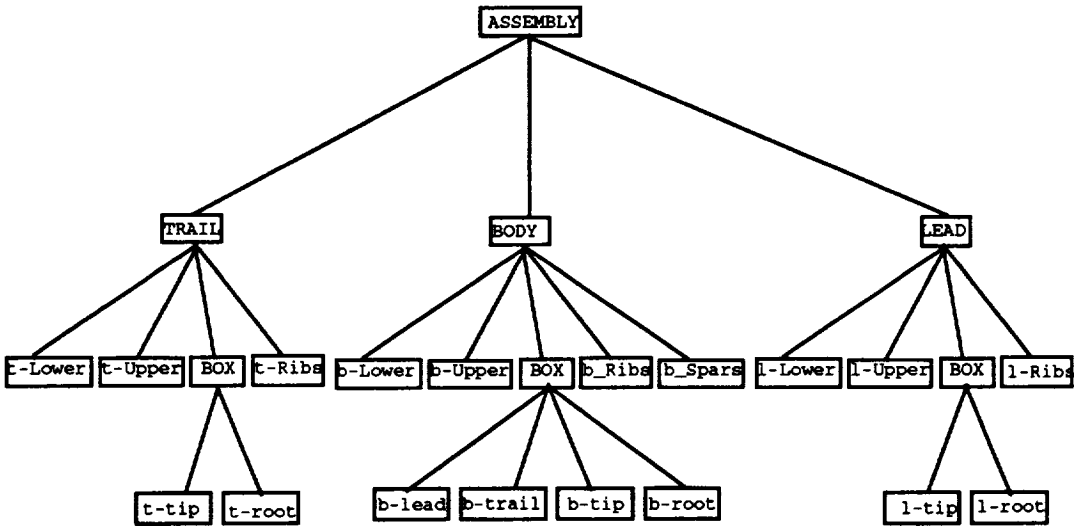 ASSEMBLY
TRAIL BODY LEAD
t-Lower t-Upper BOX t-Ribs b-Lower b-Upper BOX b_Ribs b_Spars l-Lower l-Upper BOX l-Ribs
t-tip t-root b-lead b-trail b-tip b-root l-tip l-root